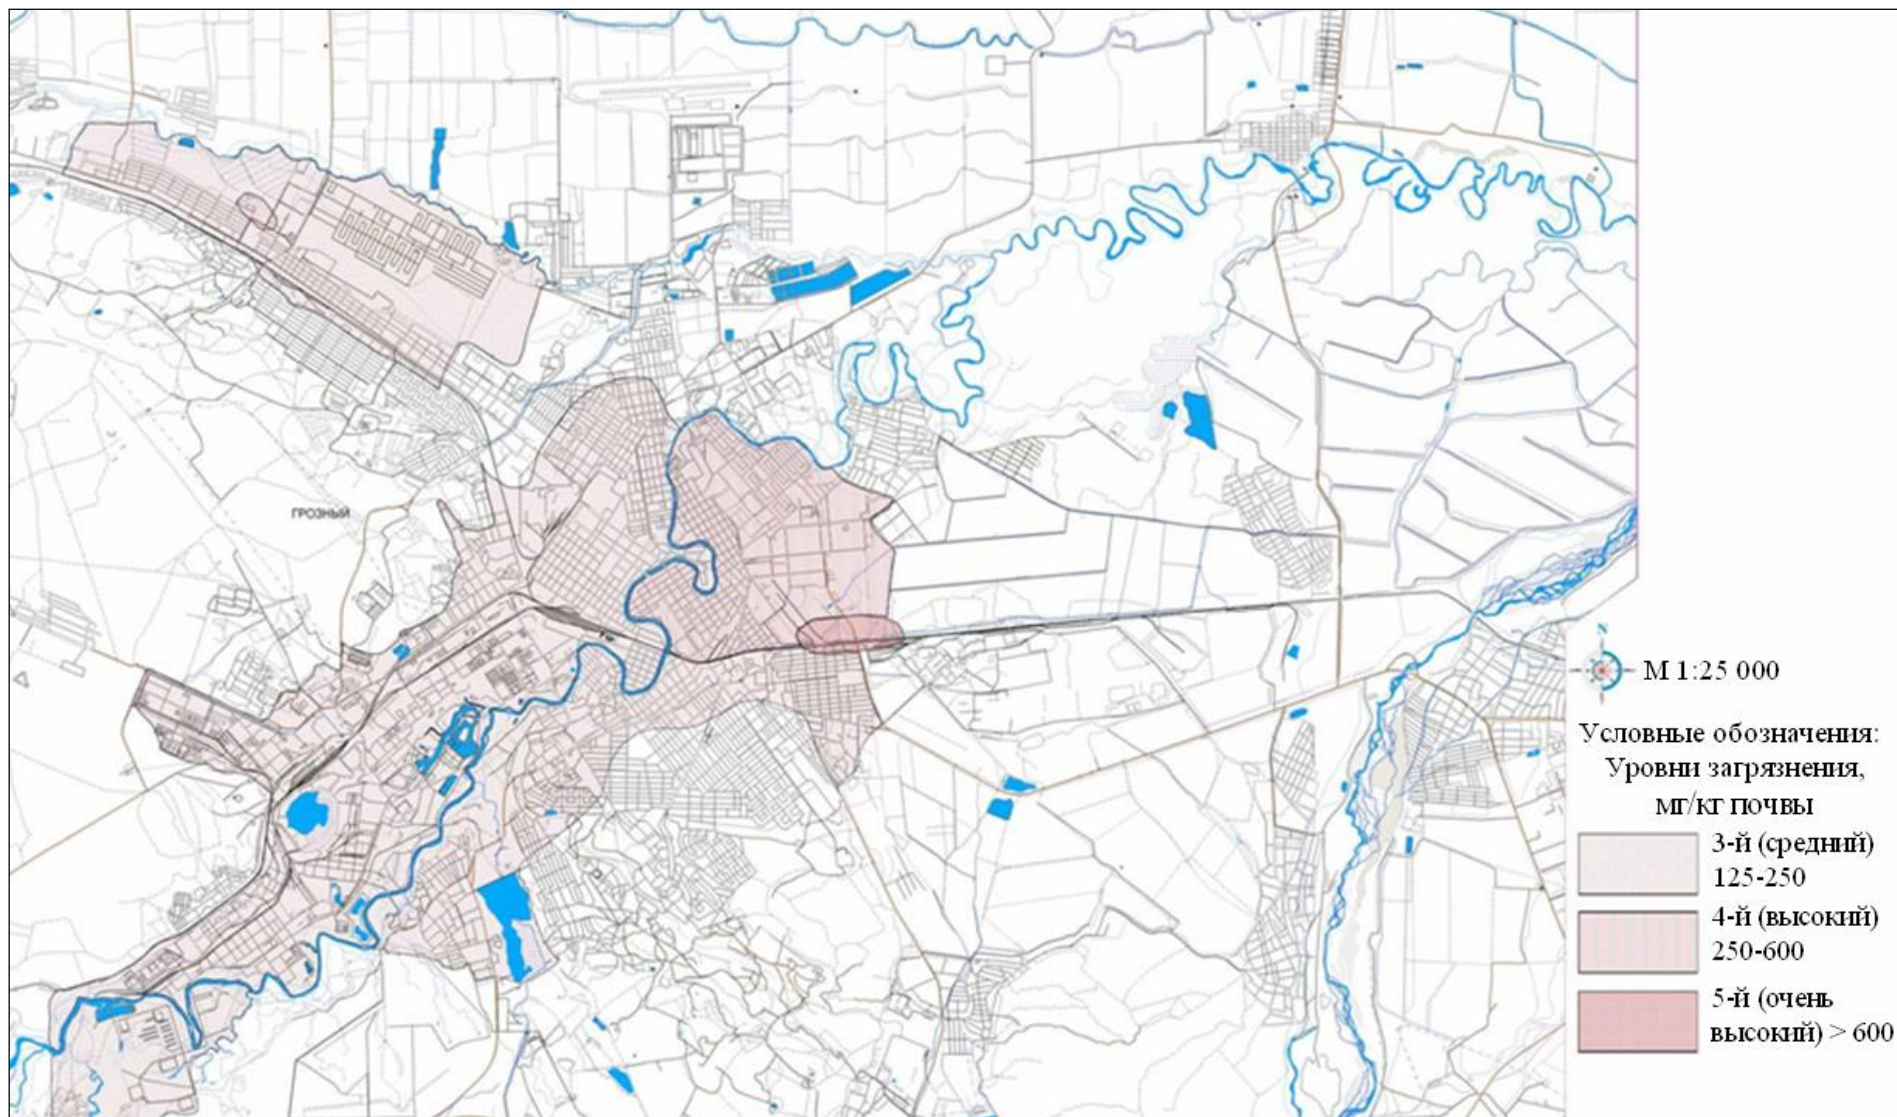 ГРОЗНЫЙ
N
М 1:25 000
Условные обозначения:
Уровни загрязнения,
мг/кг почвы
3-й (средний)
125-250
4-й (высокий)
250-600
5-й (очень
высокий) > 600